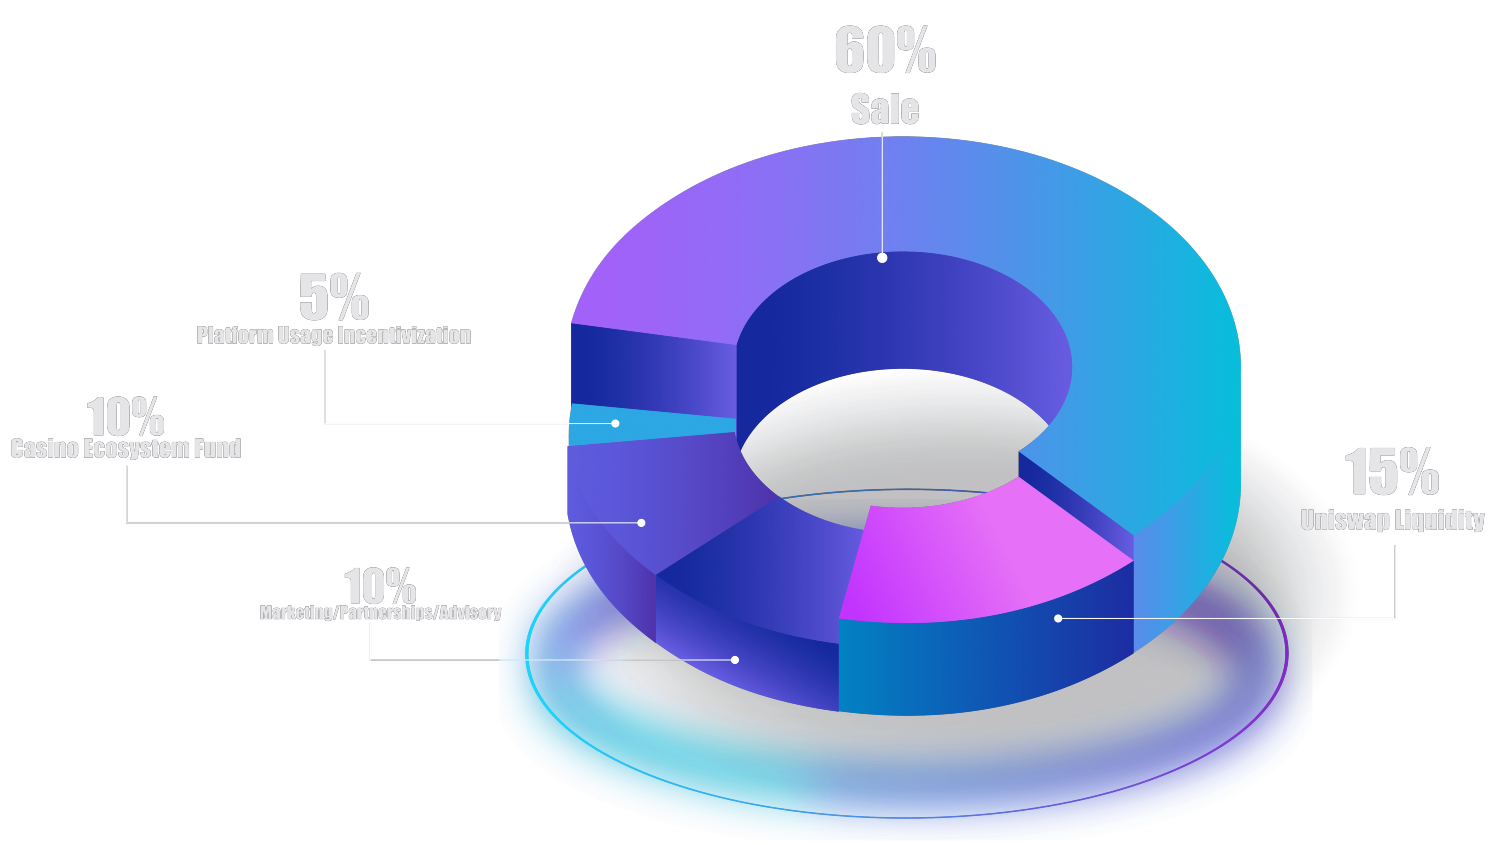 60%
Sale
5%
Platform Usage Incentivization
10%
Casino Ecosystem Fund
15%
Uniswap Liquidity
10%
Marketing/Partnerships/Advisory